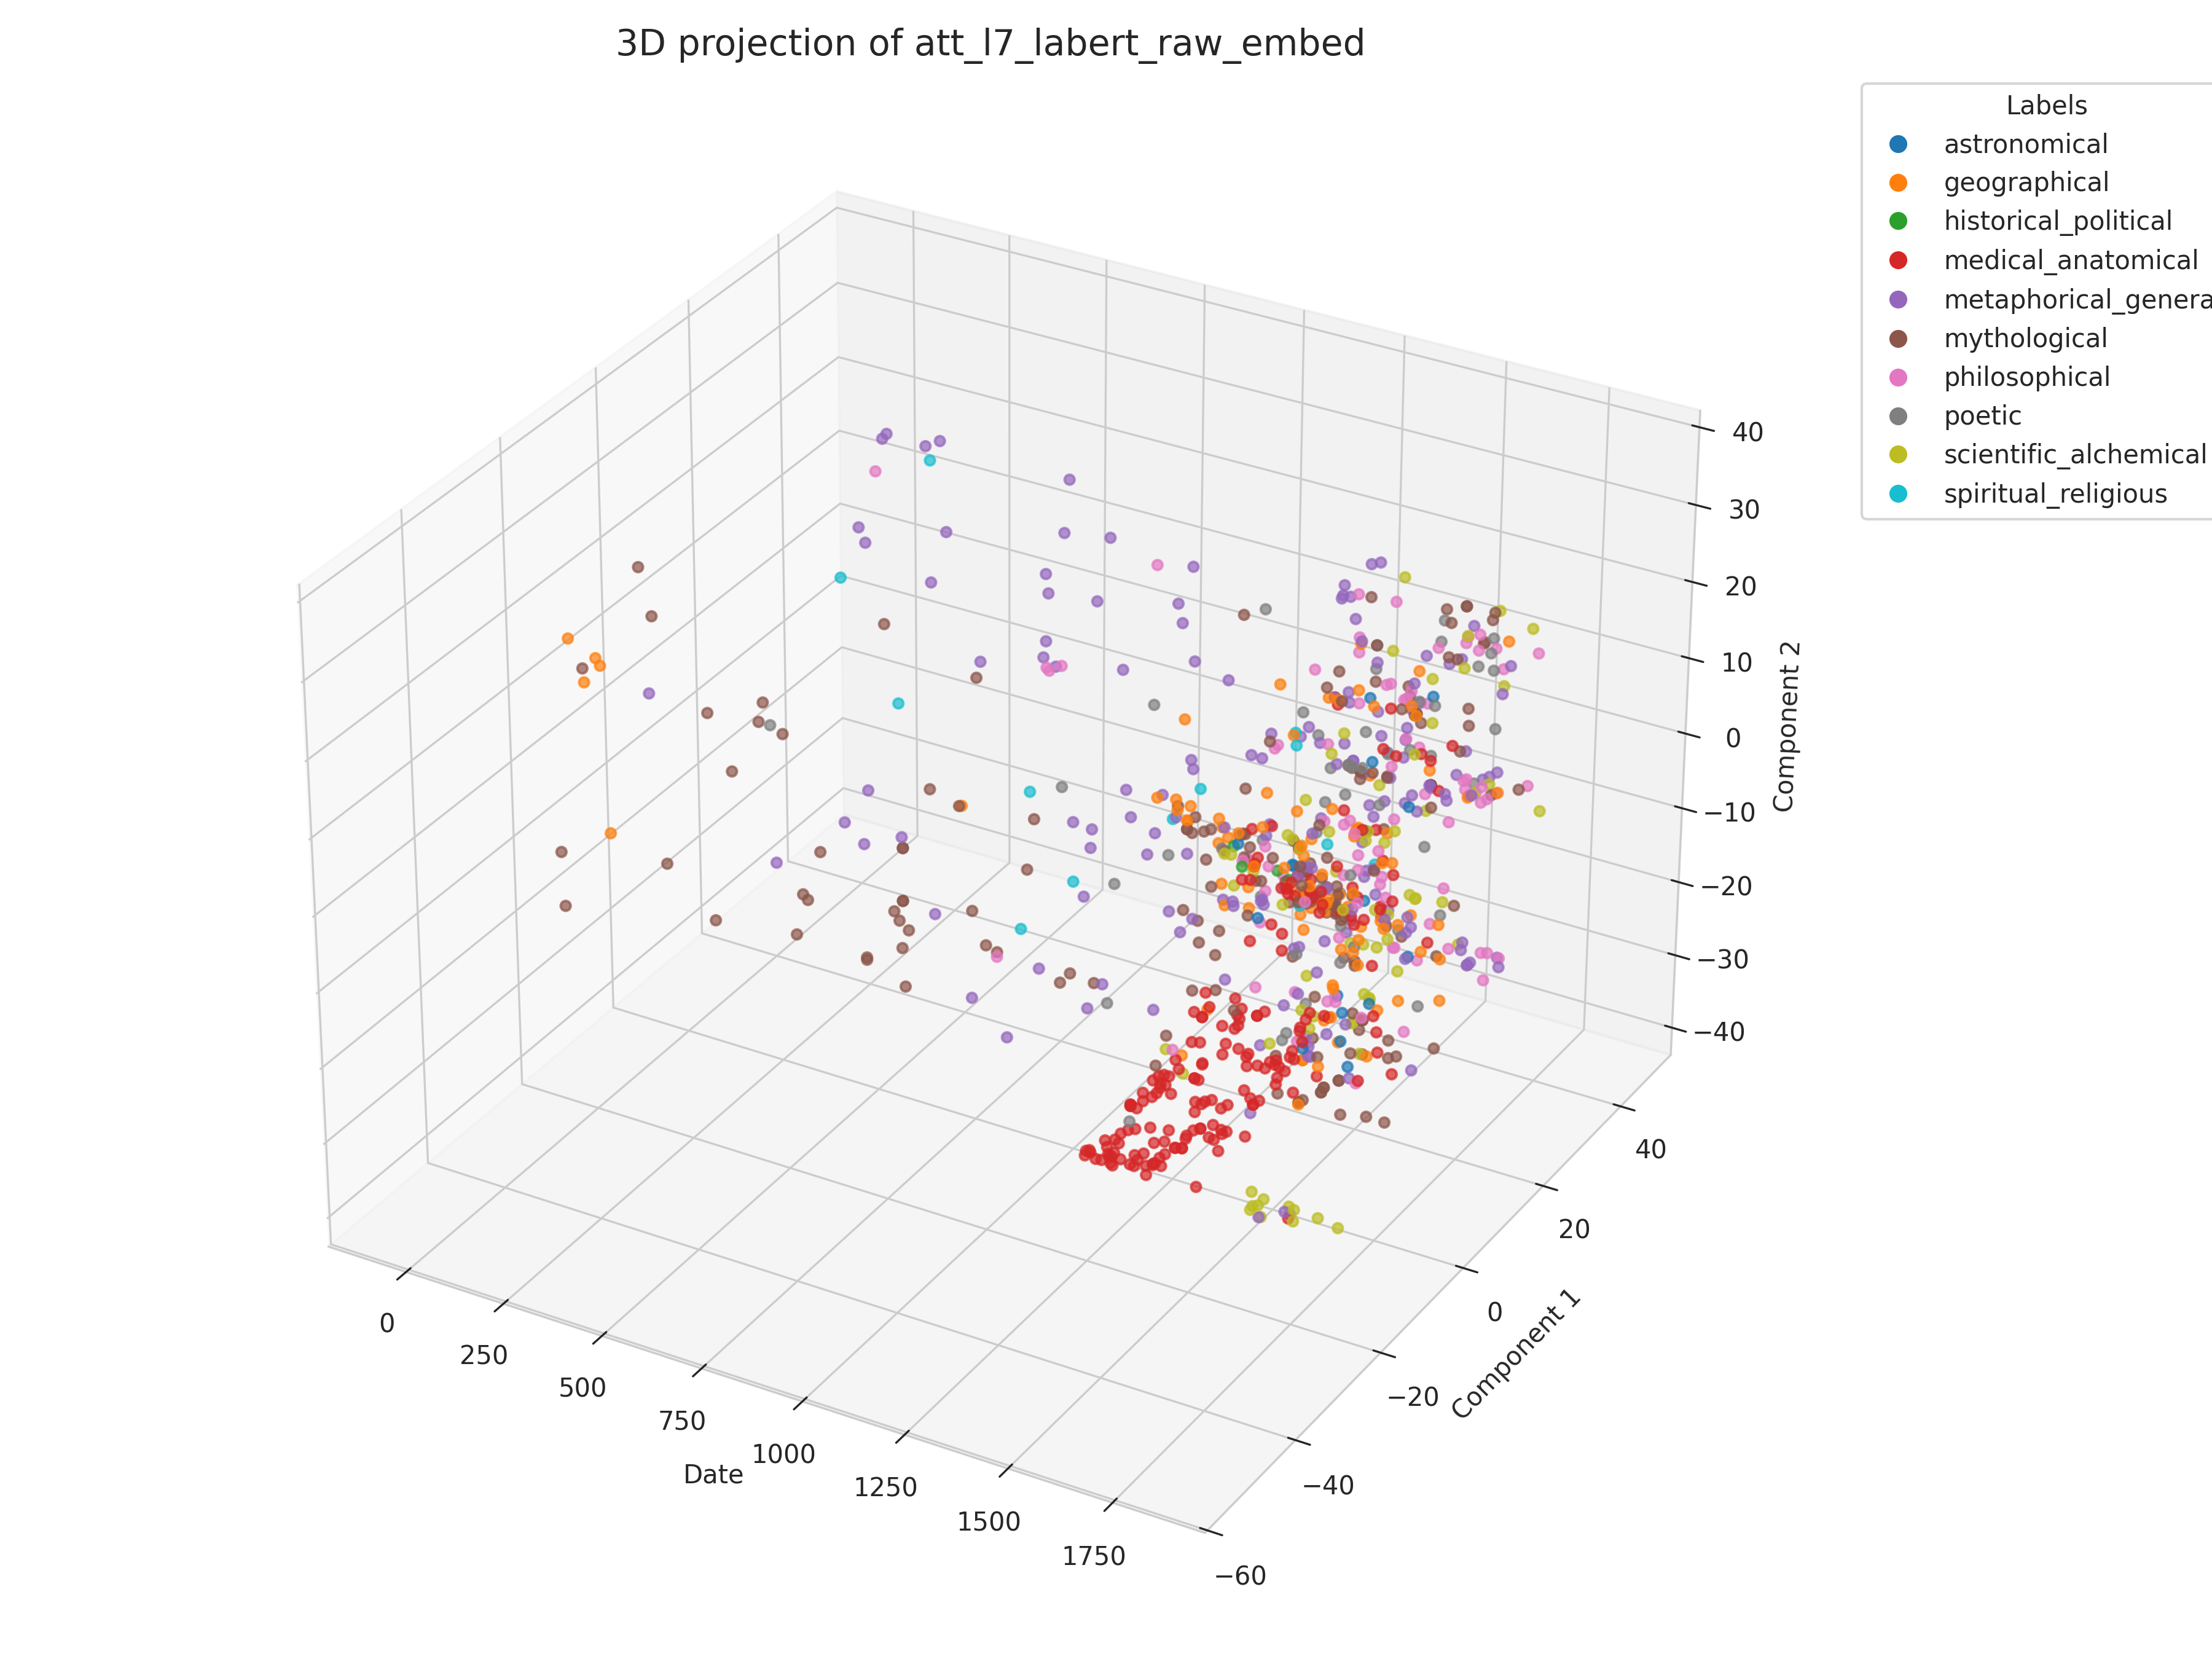 3D projection of att_l7_labert_raw_embed
Labels
astronomical
geographical
historical_political
medical_anatomical
metaphorical_genera
mythological
philosophical
poetic
scientific_alchemical
spiritual_religious
40
30
20
10
0
−10
−20
−30
−40
Component 2
40
20
0
−20
−40
−60
Component 1
0
250
500
750
1000
1250
1500
1750
Date